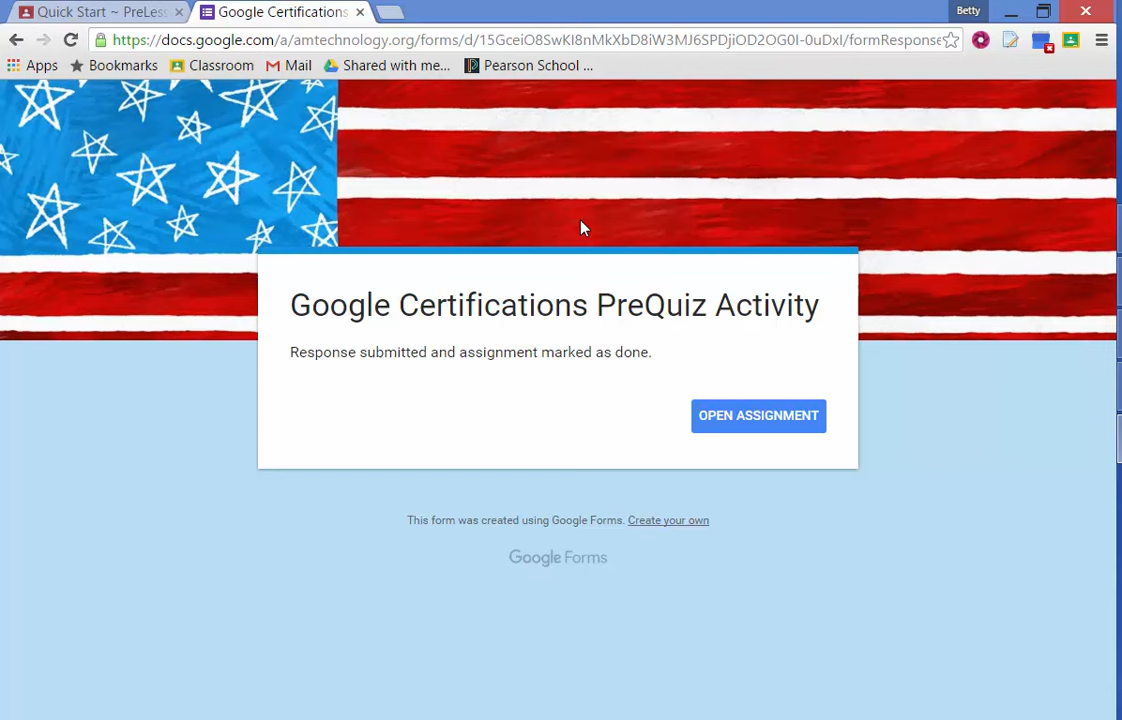 Quick Start ~ PreLess
Google Certifications
Betty
https://docs.google.com/a/amtechnology.org/forms/d/15GceiO8SwKI8nMkXbD8iW3MJ6SPDjiOD2OG0I-0uDxI/formResponse
Apps
Bookmarks
Classroom
Mail
Shared with me...
Pearson School ...
Google Certifications PreQuiz Activity
Response submitted and assignment marked as done.
OPEN ASSIGNMENT
This form was created using Google Forms. Create your own
Google Forms